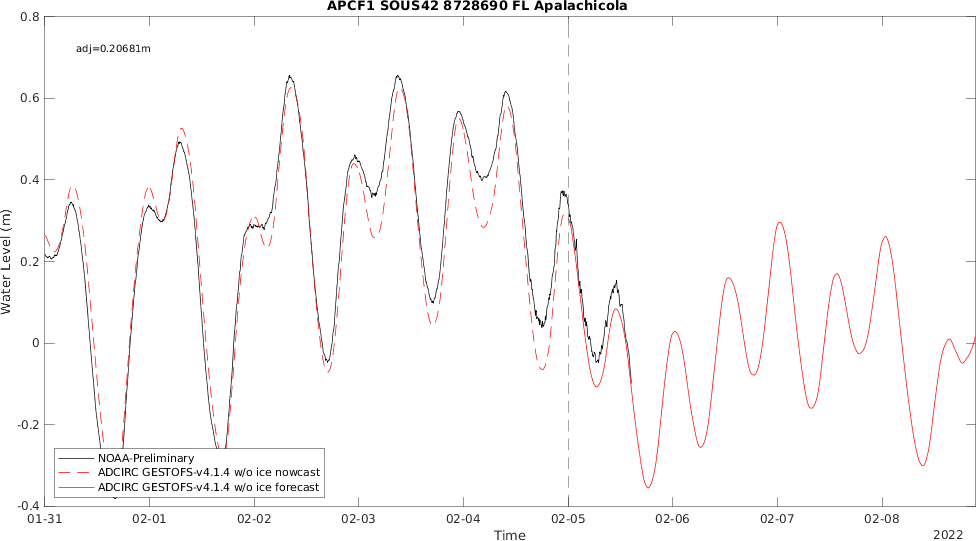 APCF1 SOUS42 8728690 FL Apalachicola
0.8
adj=0.20681m
0.6
0.4
0.2
0
-0.2
-0.4
Water Level (m)
NOAA-Preliminary
ADCIRC GESTOFS-v4.1.4 w/o ice nowcast
ADCIRC GESTOFS-v4.1.4 w/o ice forecast
01-31 02-01 02-02 02-03 02-04 02-05 02-06 02-07 02-08
Time
2022